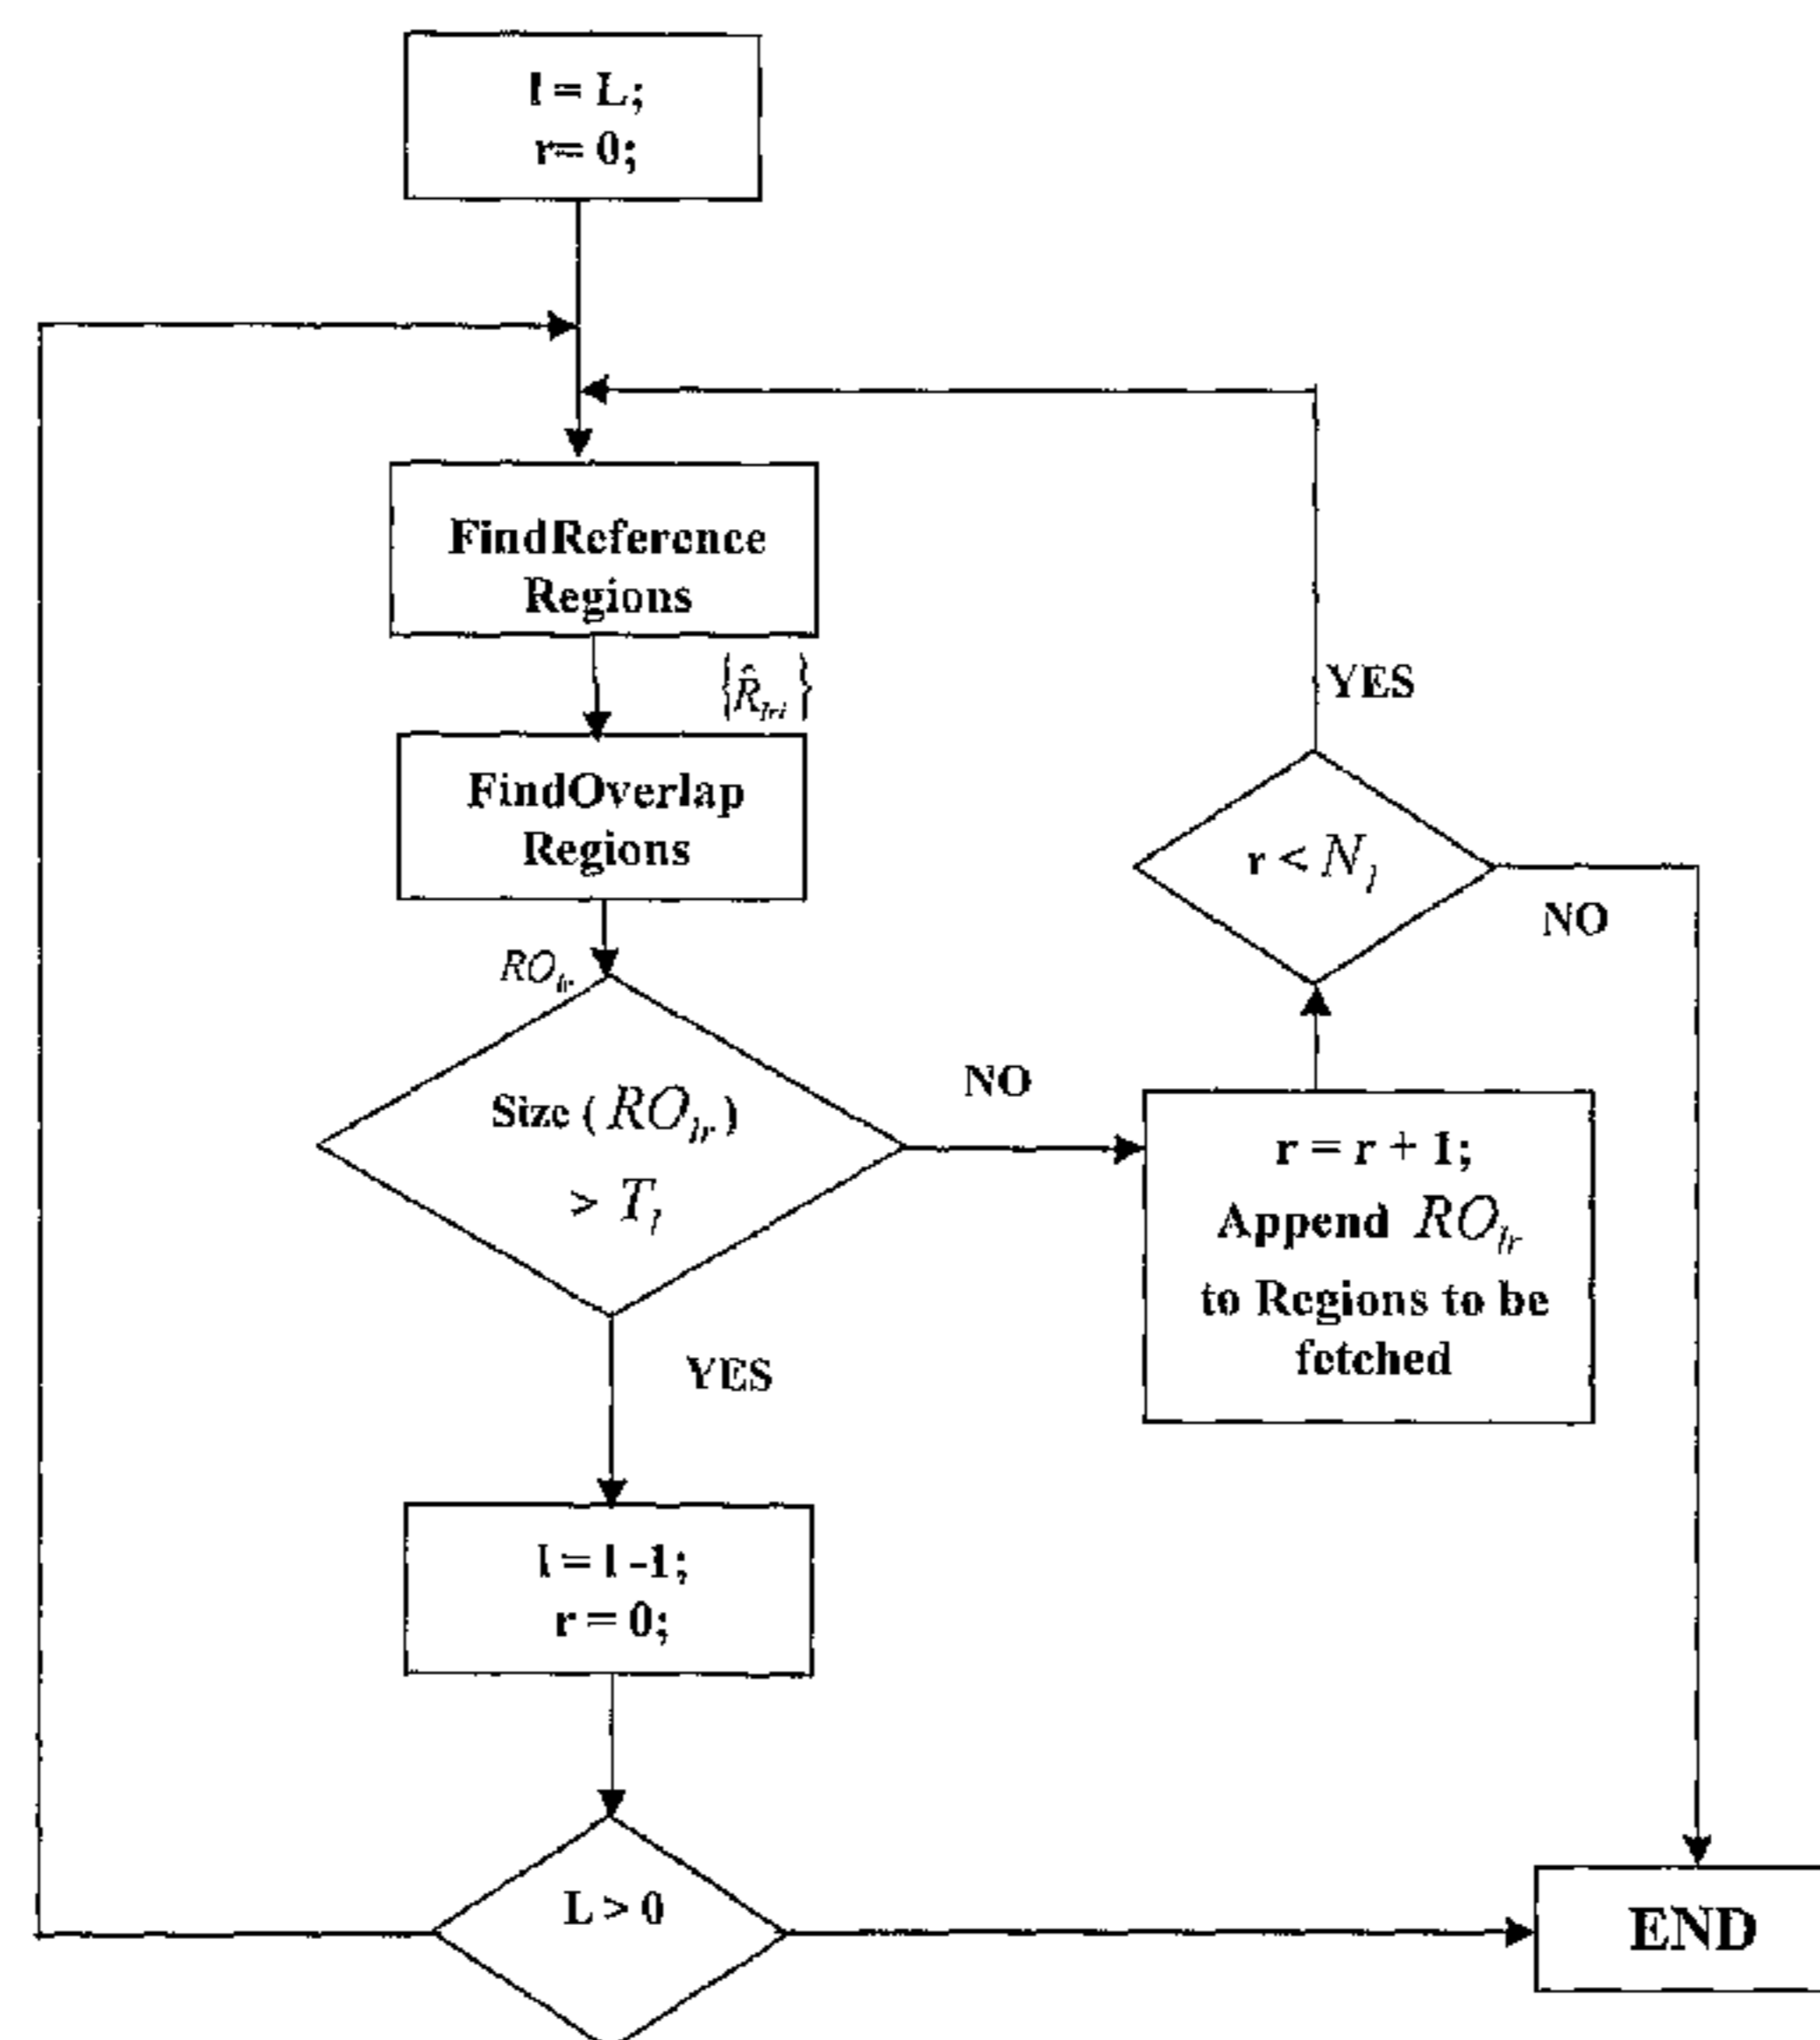 l = L;
r= 0;
FindReference
Regions
{R̂lri}
FindOverlap
Regions
ROlr
Size ( ROlr )
> Tl
YES
NO
r = r + 1;
Append ROlr
to Regions to be
fetched
r < Nl
YES
NO
l = l -1;
r = 0;
L > 0
END